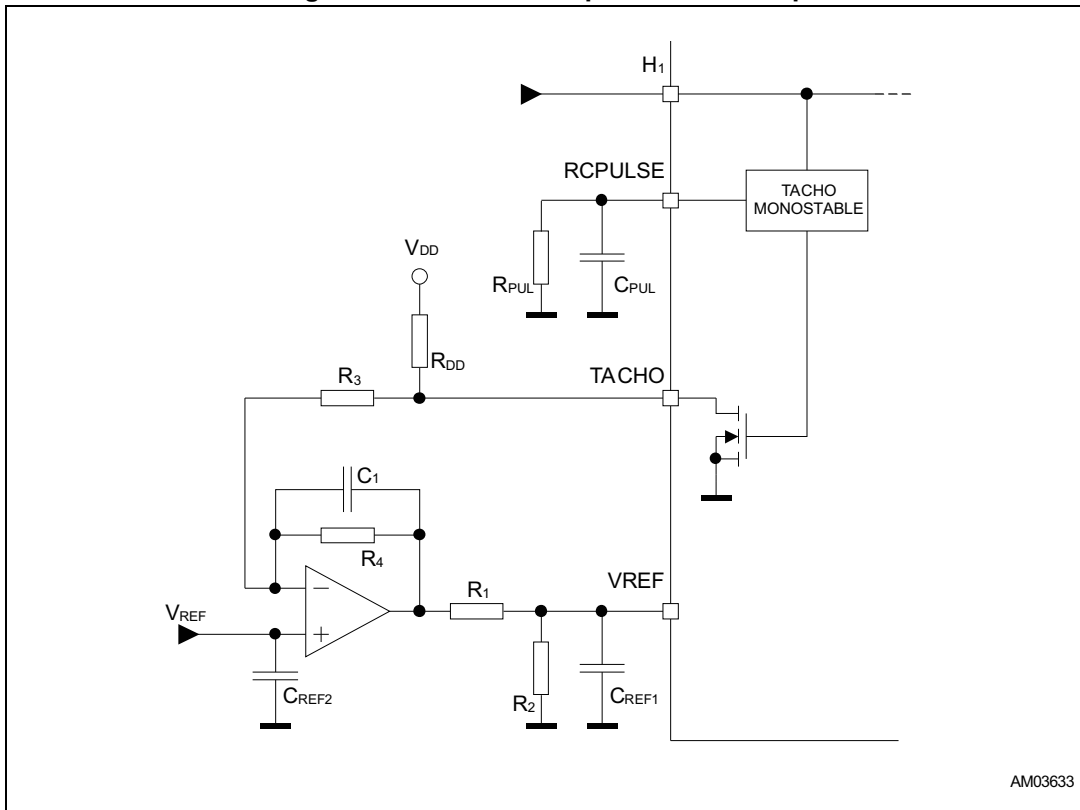 H1
RCPULSE
TACHO
MONOSTABLE
VDD
RPUL
CPUL
RDD
R3
TACHO
C1
R4
VREF
R1
VREF
−
+
CREF2
R2
CREF1
AM03633